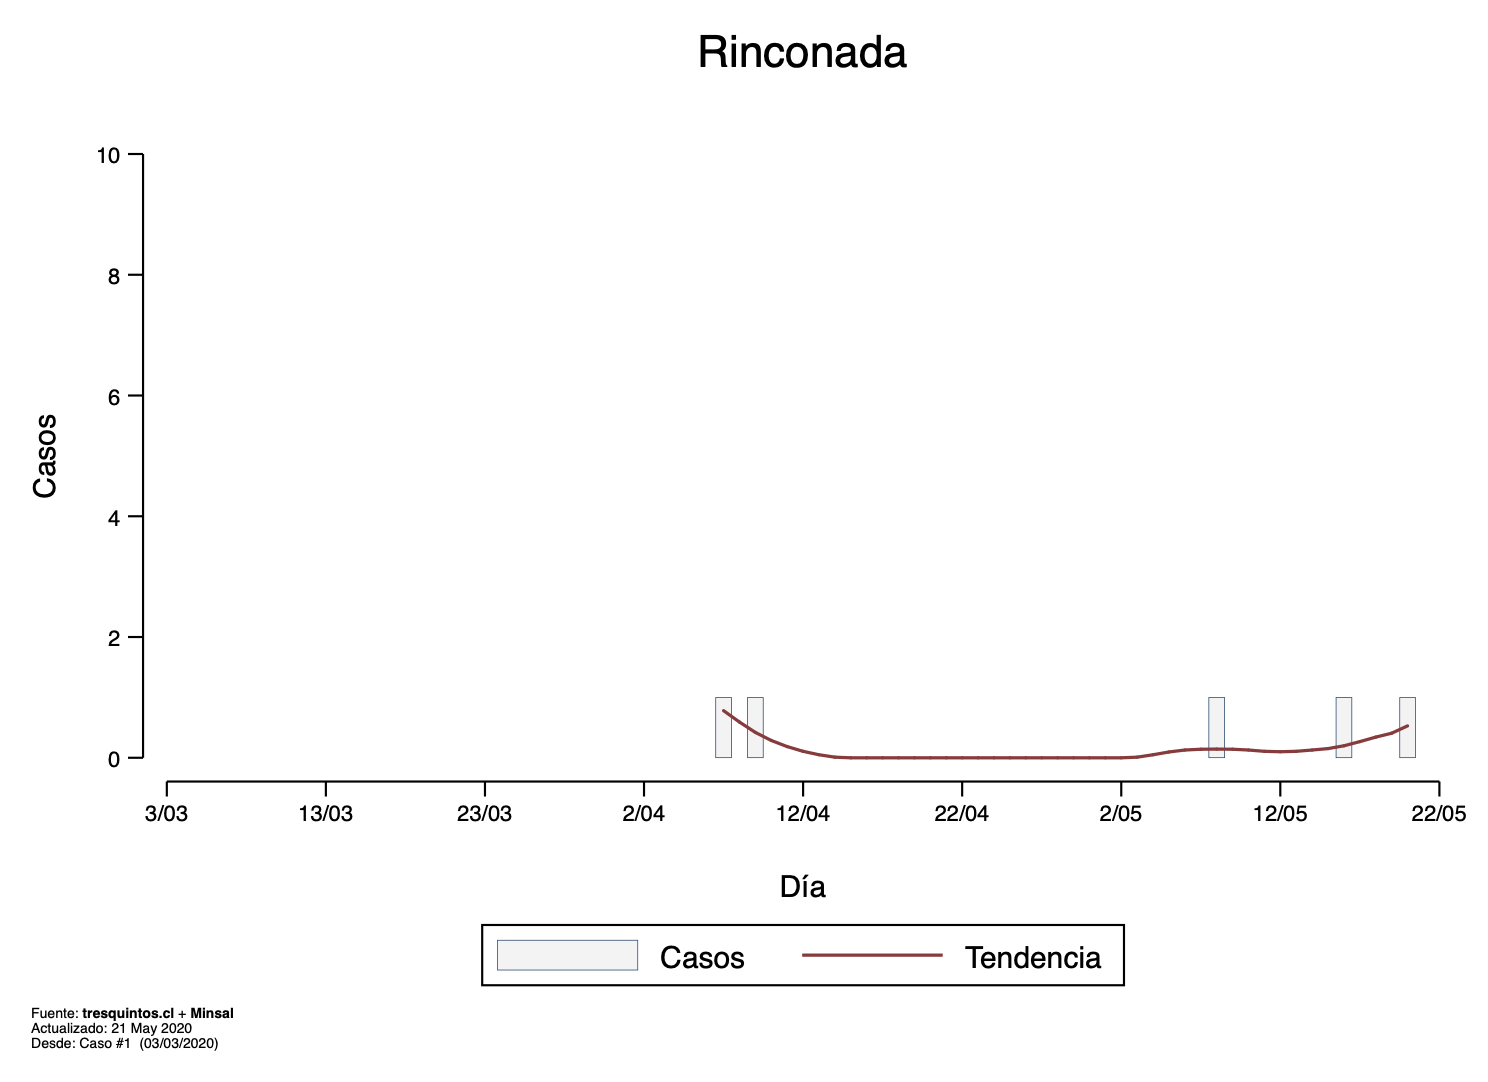 Rinconada
Casos
10
8
6
4
2
0
3/03 13/03 23/03 2/04 12/04 22/04 2/05 12/05 22/05
Día
Casos Tendencia
Fuente: tresquintos.cl + Minsal
Actualizado: 21 May 2020
Desde: Caso #1 (03/03/2020)